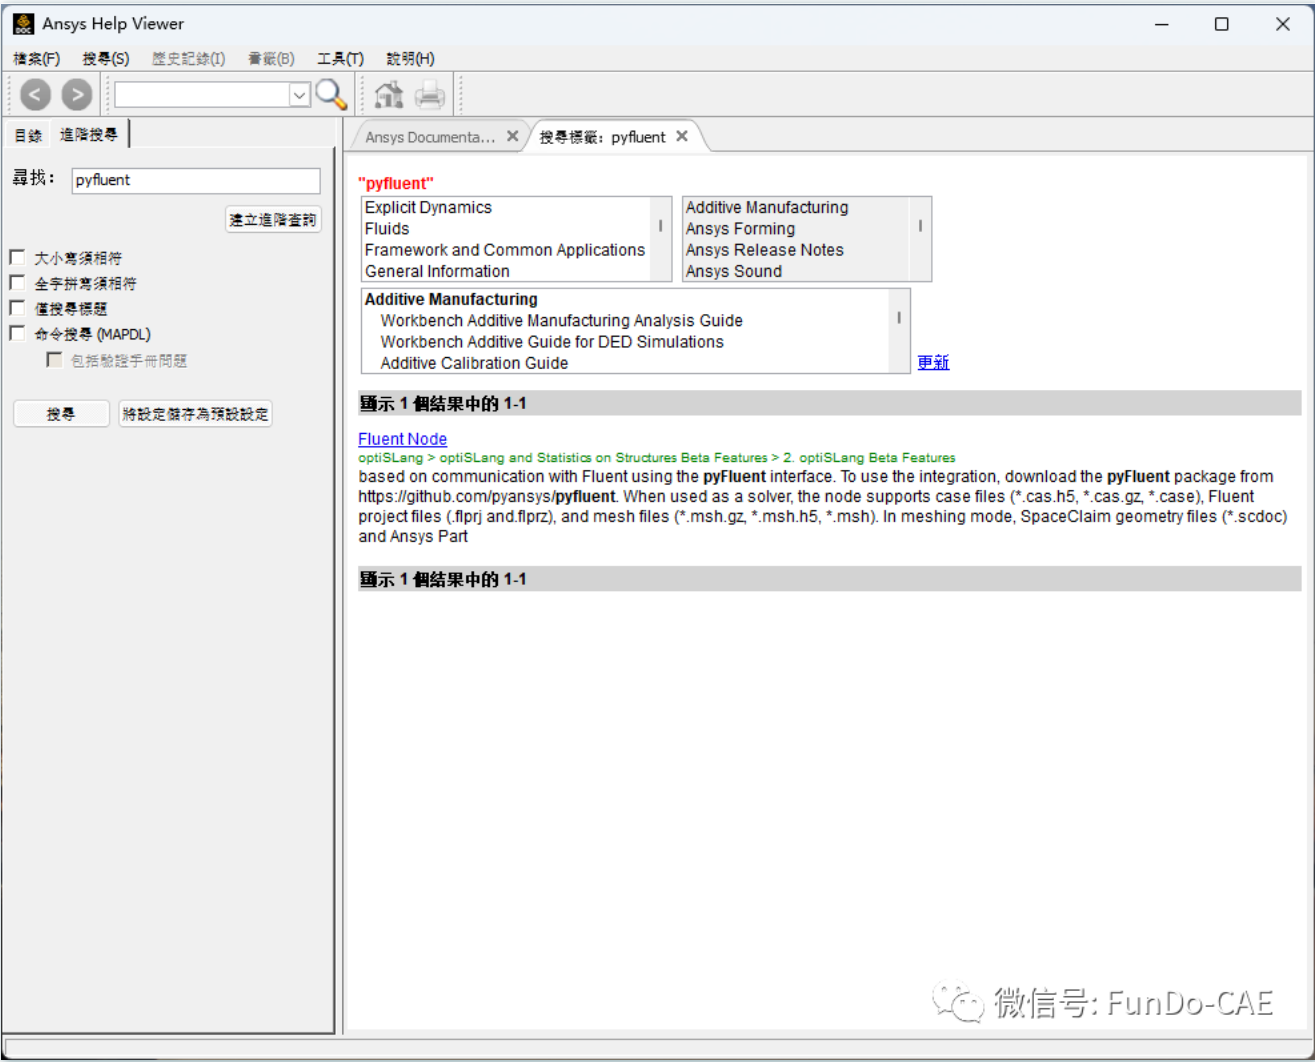 Ansys Help Viewer
檔案(F) 搜尋(S) 歷史記錄(I) 書籤(B) 工具(T) 說明(H)
目錄 進階搜尋
Ansys Documenta... 搜尋標籤: pyfluent
尋找: pyfluent
建立進階查詢
大小寫須相符
全字拼寫須相符
僅搜尋標題
命令搜尋 (MAPDL)
包括驗證手冊問題
搜尋 將設定儲存為預設設定
"pyfluent"
Explicit Dynamics
Fluids
Framework and Common Applications
General Information
Additive Manufacturing
Ansys Forming
Ansys Release Notes
Ansys Sound
Additive Manufacturing
Workbench Additive Manufacturing Analysis Guide
Workbench Additive Guide for DED Simulations
Additive Calibration Guide
更新
顯示 1 個结果中的 1-1
Fluent Node
optiSLang > optiSLang and Statistics on Structures Beta Features > 2. optiSLang Beta Features
based on communication with Fluent using the pyFluent interface. To use the integration, download the pyFluent package from
https://github.com/pyansys/pyfluent. When used as a solver, the node supports case files (*.cas.h5, *.cas.gz, *.case), Fluent
project files (.flprj and.flprz), and mesh files (*.msh.gz, *.msh.h5, *.msh). In meshing mode, SpaceClaim geometry files (*.scdoc)
and Ansys Part
顯示 1 個结果中的 1-1
微信号: FunDo-CAE